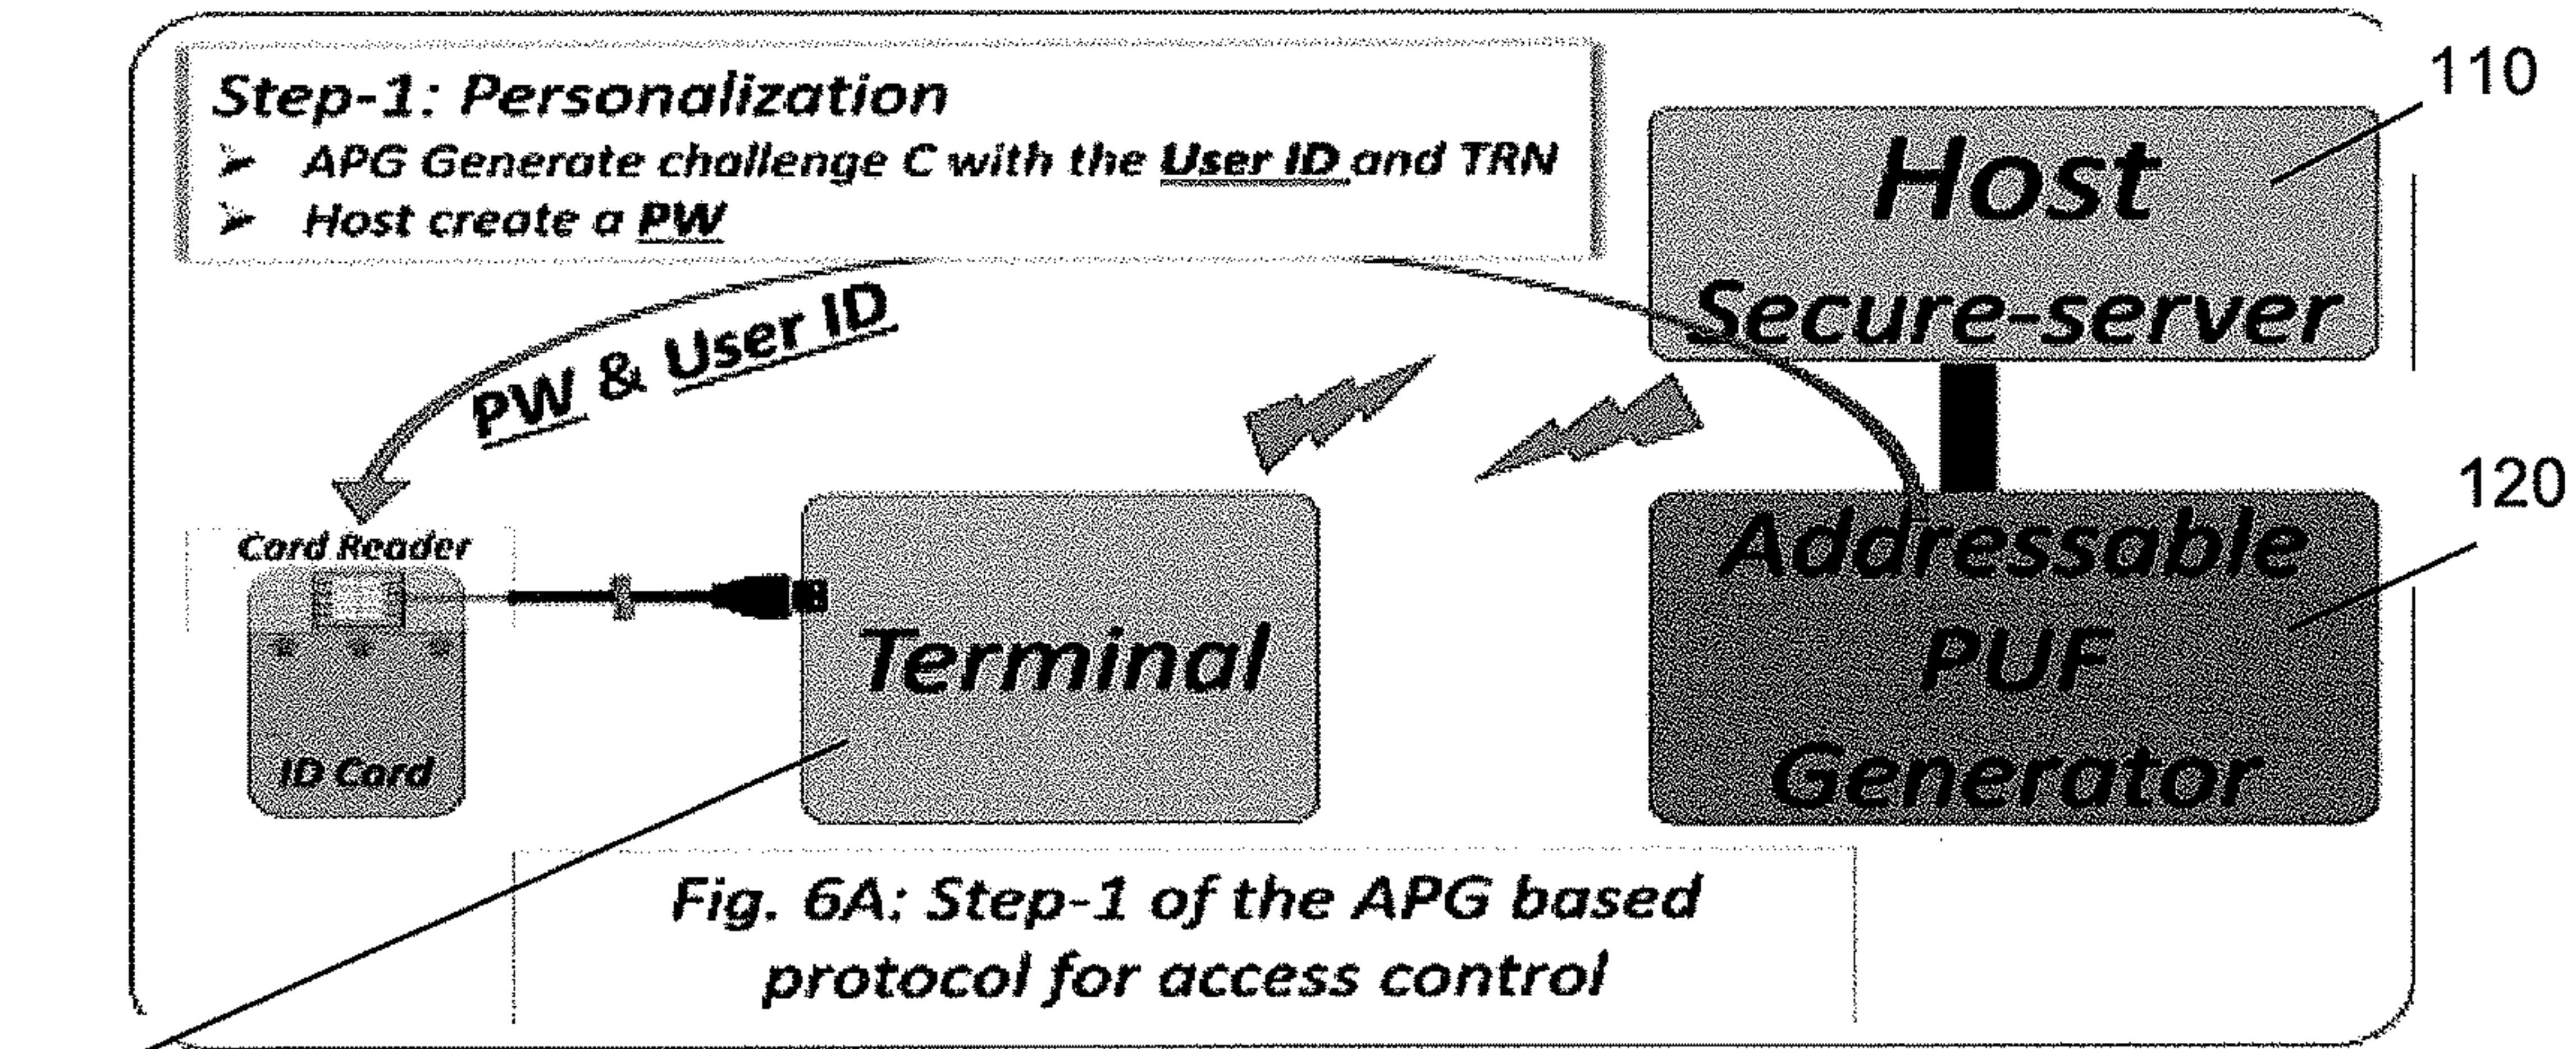 Step-1: Personalization
➢ APG Generate challenge C with the User ID and TRN
➢ Host create a PW
110
Host
Secure-server
PW & User ID
120
Card Reader
ID Card
Terminal
Addressable
PUF
Generator
Fig. 6A: Step-1 of the APG based
protocol for access control